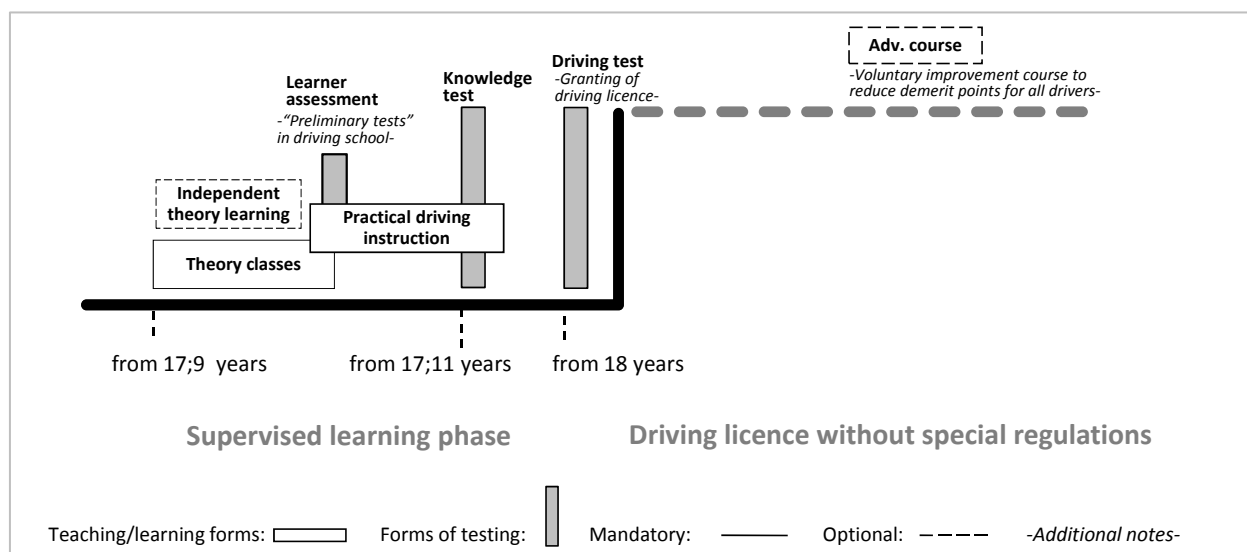 Adv. course
-Voluntary improvement course to
reduce demerit points for all drivers-
Driving test
-Granting of
driving licence-
Knowledge
test
Learner
assessment
-“Preliminary tests”
in driving school-
Independent
theory learning
Practical driving
instruction
Theory classes
from 17;9 years
from 17;11 years
from 18 years
Supervised learning phase
Driving licence without special regulations
Teaching/learning forms:
Forms of testing:
Mandatory:
Optional:
-Additional notes-